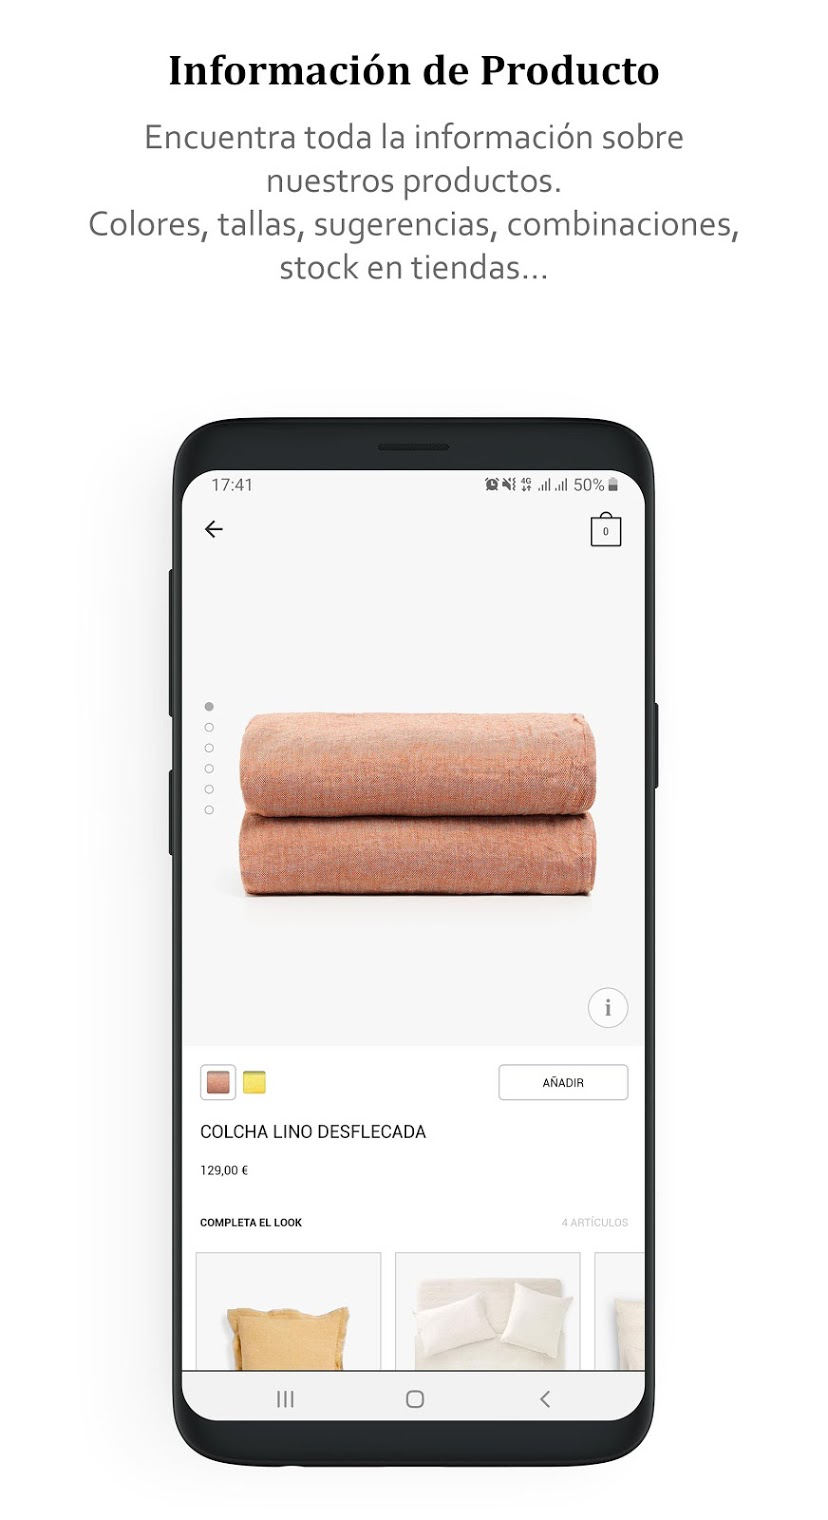 Información de Producto
Encuentra toda la información sobre
nuestros productos.
Colores, tallas, sugerencias, combinaciones,
stock en tiendas...
17:41
4G
50%
0
i
AÑADIR
COLCHA LINO DESFLECADA
129,00 €
COMPLETA EL LOOK
4 ARTÍCULOS